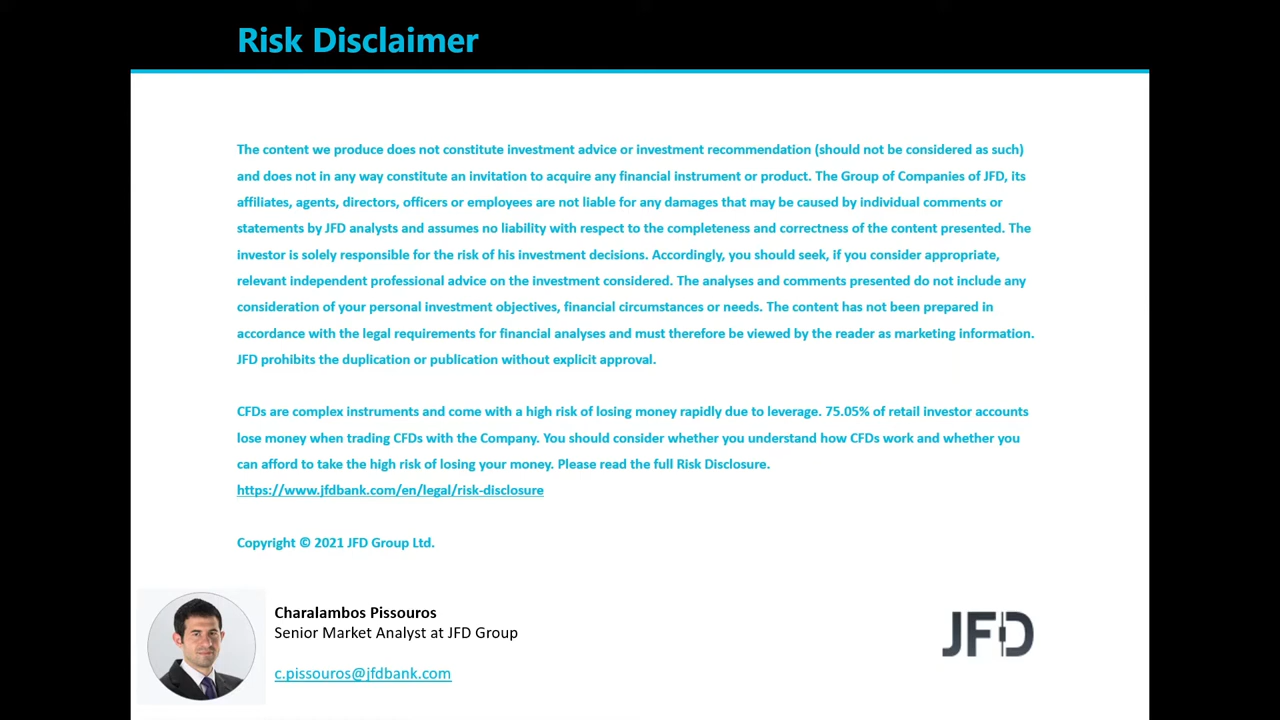 Risk Disclaimer
The content we produce does not constitute investment advice or investment recommendation (should not be considered as such)
and does not in any way constitute an invitation to acquire any financial instrument or product. The Group of Companies of JFD, its
affiliates, agents, directors, officers or employees are not liable for any damages that may be caused by individual comments or
statements by JFD analysts and assumes no liability with respect to the completeness and correctness of the content presented. The
investor is solely responsible for the risk of his investment decisions. Accordingly, you should seek, if you consider appropriate,
relevant independent professional advice on the investment considered. The analyses and comments presented do not include any
consideration of your personal investment objectives, financial circumstances or needs. The content has not been prepared in
accordance with the legal requirements for financial analyses and must therefore be viewed by the reader as marketing information.
JFD prohibits the duplication or publication without explicit approval.
CFDs are complex instruments and come with a high risk of losing money rapidly due to leverage. 75.05% of retail investor accounts
lose money when trading CFDs with the Company. You should consider whether you understand how CFDs work and whether you
can afford to take the high risk of losing your money. Please read the full Risk Disclosure.
https://www.jfdbank.com/en/legal/risk-disclosure
Copyright © 2021 JFD Group Ltd.
Charalambos Pissouros
Senior Market Analyst at JFD Group
c.pissouros@jfdbank.com
JFD